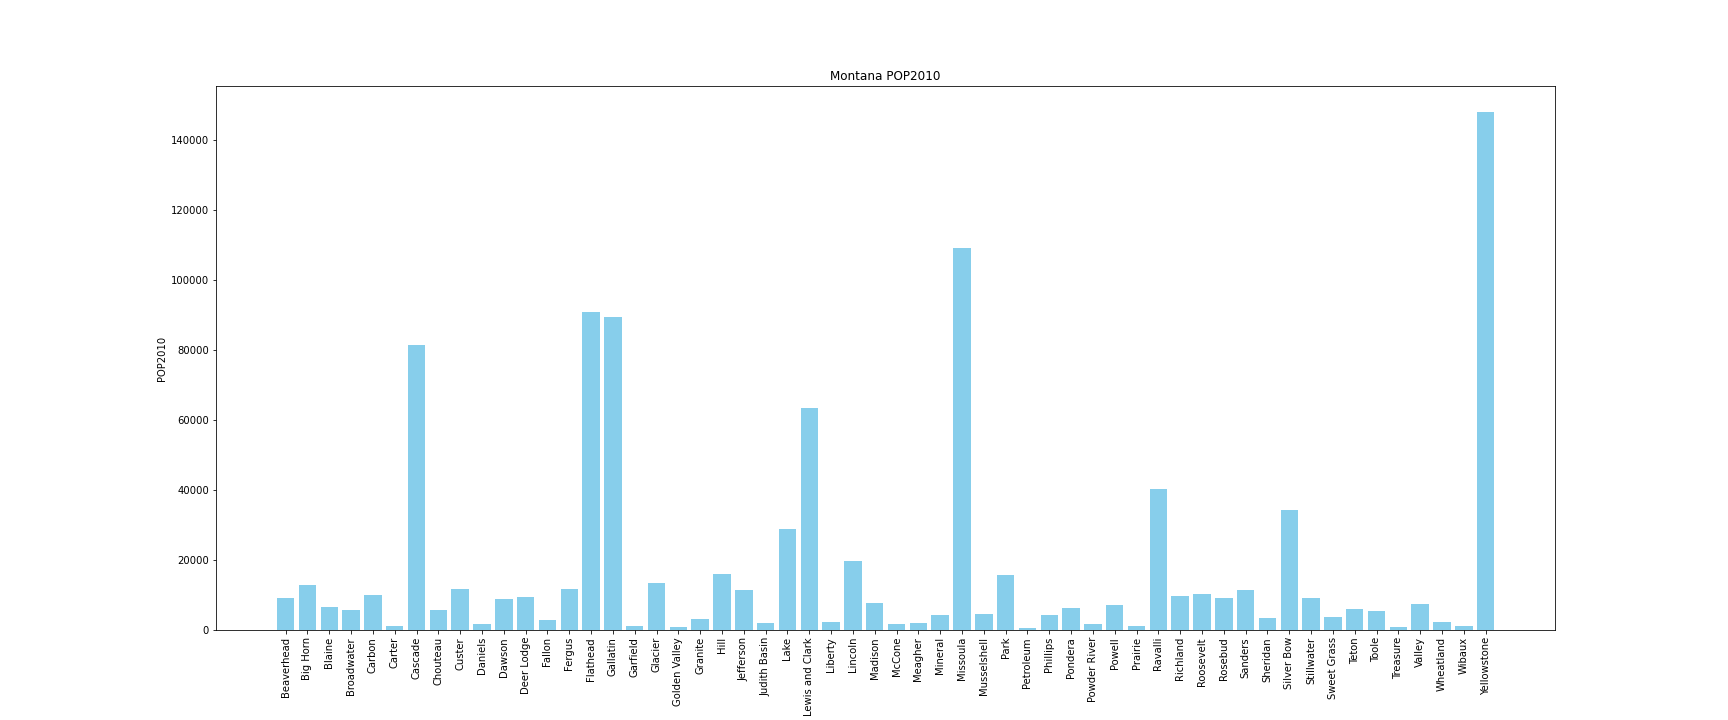 Montana POP2010
POP2010
140000
120000
100000
80000
60000
40000
20000
0
Beaverhead
Big Horn
Blaine
Broadwater
Carbon
Carter
Cascade
Chouteau
Custer
Daniels
Dawson
Deer Lodge
Fallon
Fergus
Flathead
Gallatin
Garfield
Glacier
Golden Valley
Granite
Hill
Jefferson
Judith Basin
Lake
Lewis and Clark
Liberty
Lincoln
Madison
McCone
Meagher
Mineral
Missoula
Musselshell
Park
Petroleum
Phillips
Pondera
Powder River
Powell
Prairie
Ravalli
Richland
Roosevelt
Rosebud
Sanders
Sheridan
Silver Bow
Stillwater
Sweet Grass
Teton
Toole
Treasure
Valley
Wheatland
Wibaux
Yellowstone